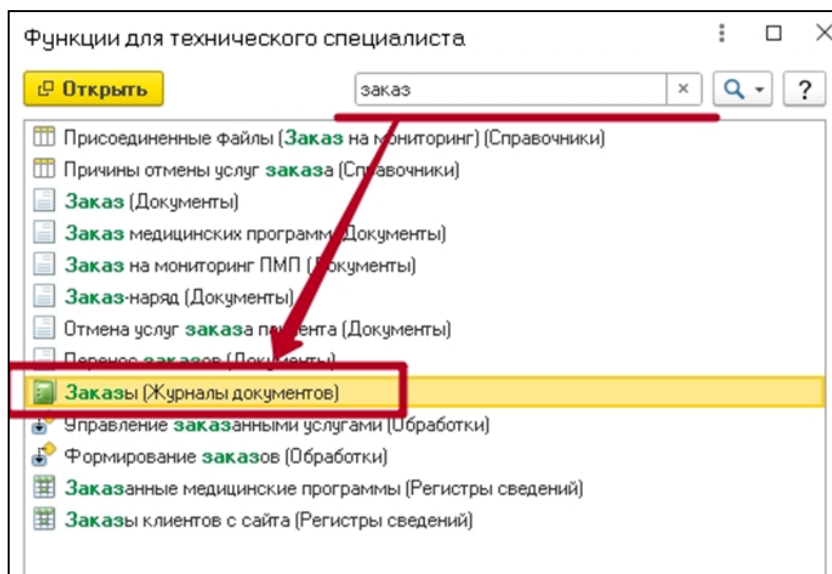 Функции для технического специалиста
Открыть
заказ
?
Присоединенные файлы (Заказ на мониторинг) (Справочники)
Причины отмены услуг заказа (Справочники)
Заказ (Документы)
Заказ медицинских программ (Документы)
Заказ на мониторинг ПМП (Документы)
Заказ-наряд (Документы)
Отмена услуг заказа пациента (Документы)
Перенос заказов (Документы)
Заказы (Журналы документов)
Управление заказанными услугами (Обработки)
Формирование заказов (Обработки)
Заказанные медицинские программы (Регистры сведений)
Заказы клиентов с сайта (Регистры сведений)